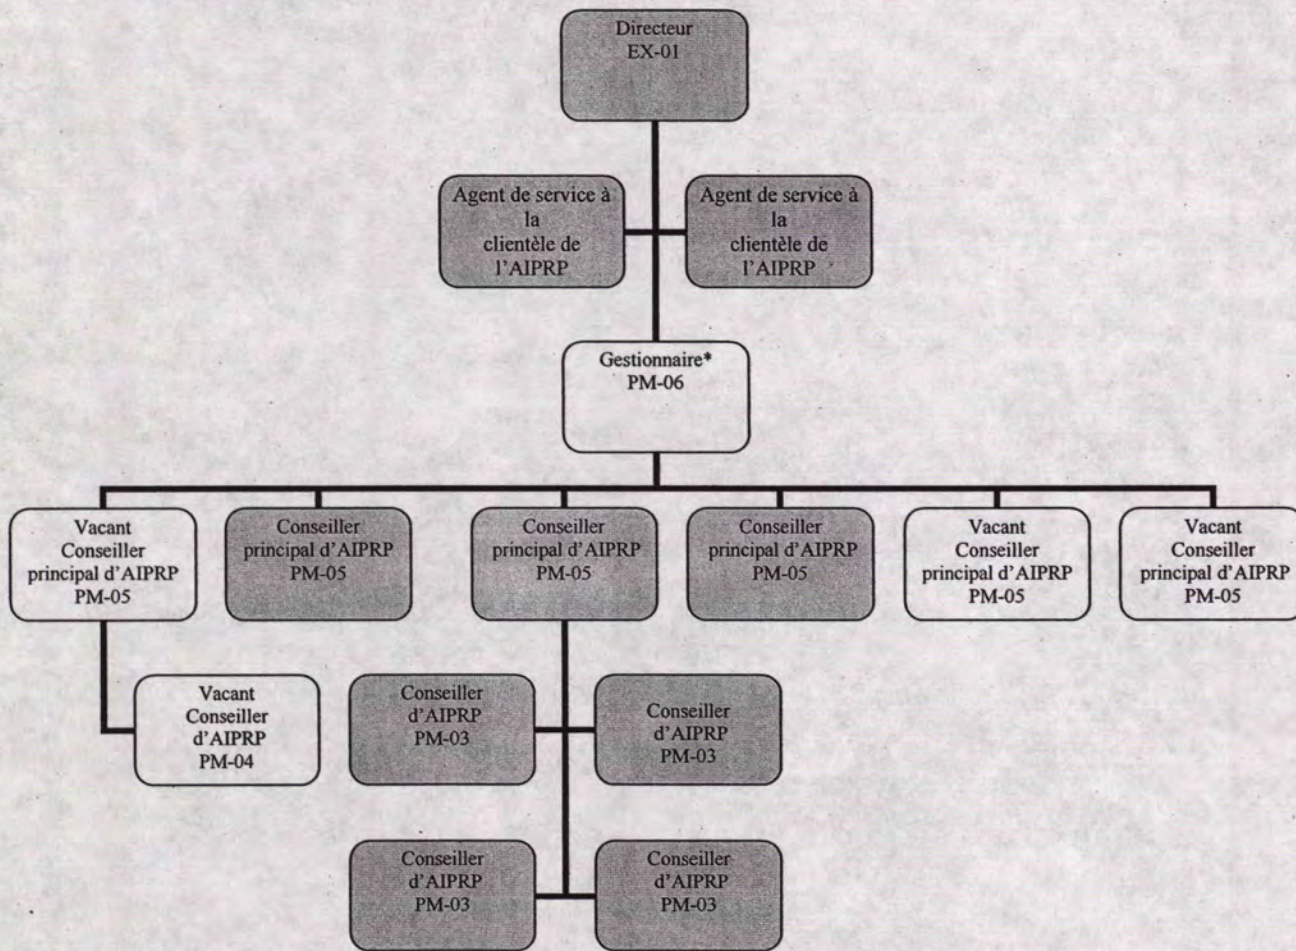 Directeur
EX-01
Agent de service à
la
clientèle de
l'AIPRP
Agent de service à
la
clientèle de
l'AIPRP
Gestionnaire*
PM-06
Vacant
Conseiller
principal d'AIPRP
PM-05
Conseiller
principal d'AIPRP
PM-05
Conseiller
principal d'AIPRP
PM-05
Conseiller
principal d'AIPRP
PM-05
Vacant
Conseiller
principal d'AIPRP
PM-05
Vacant
Conseiller
principal d'AIPRP
PM-05
Vacant
Conseiller
d'AIPRP
PM-04
Conseiller
d'AIPRP
PM-03
Conseiller
d'AIPRP
PM-03
Conseiller
d'AIPRP
PM-03
Conseiller
d'AIPRP
PM-03